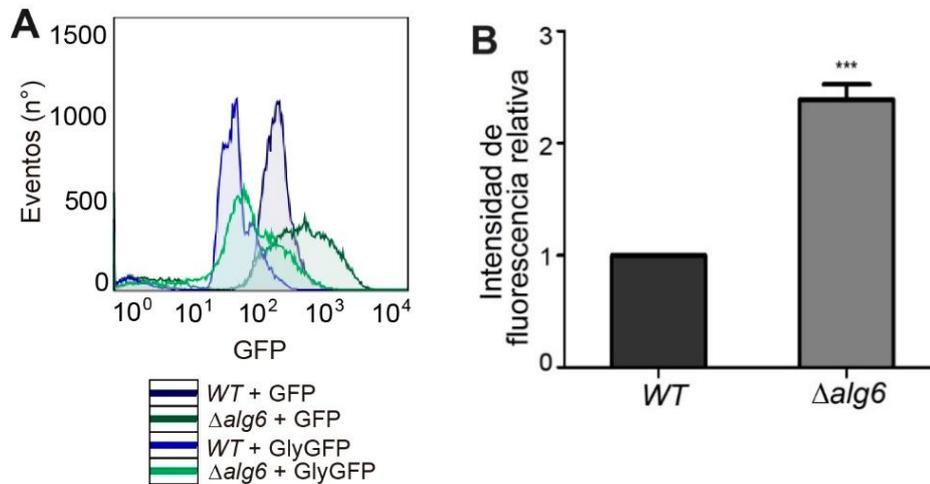 A
1500
1000
500
0
Eventos (n°)
10^0 10^1 10^2 10^3 10^4
GFP
WT + GFP
Δalg6 + GFP
WT + GlyGFP
Δalg6 + GlyGFP
B
3
2
1
0
Intensidad de
fluorescencia relativa
***
WT Δalg6